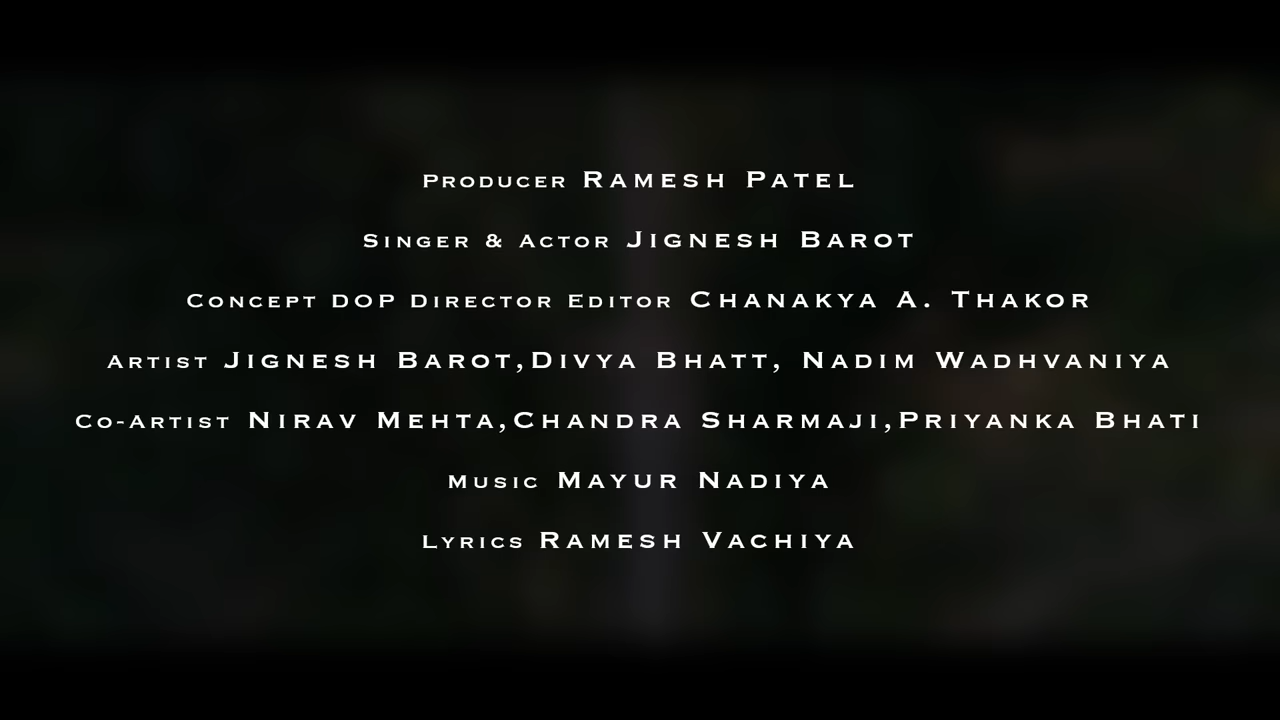 Producer RAMESH PATEL
Singer & Actor JIGNESH BAROT
Concept DOP Director Editor CHANAKYA A. THAKOR
Artist JIGNESH BAROT,DIVYA BHATT, NADIM WADHVANIYA
Co-Artist NIRAV MEHTA,CHANDRA SHARMAJI,PRIYANKA BHATI
Music MAYUR NADIYA
Lyrics RAMESH VACHIYA